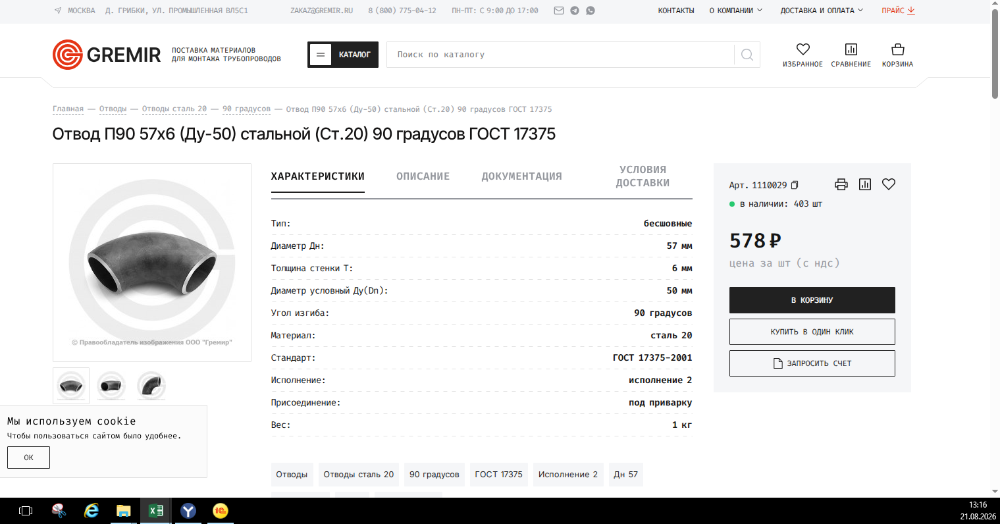 МОСКВА Д. ГРИБКИ, УЛ. ПРОМЫШЛЕННАЯ ВЛ5С1 ZAKAZ@GREMIR.RU 8 (800) 775-04-12 ПН-ПТ: С 9:00 ДО 17:00 КОНТАКТЫ О КОМПАНИИ ДОСТАВКА И ОПЛАТА ПРАЙС
GREMIR
ПОСТАВКА МАТЕРИАЛОВ
ДЛЯ МОНТАЖА ТРУБОПРОВОДОВ
КАТАЛОГ
Поиск по каталогу
ИЗБРАННОЕ СРАВНЕНИЕ КОРЗИНА
Главная — Отводы — Отводы сталь 20 — 90 градусов — Отвод П90 57х6 (Ду-50) стальной (Ст.20) 90 градусов ГОСТ 17375
Отвод П90 57х6 (Ду-50) стальной (Ст.20) 90 градусов ГОСТ 17375
© Правообладатель изображения ООО "Гремир"
ХАРАКТЕРИСТИКИ ОПИСАНИЕ ДОКУМЕНТАЦИЯ УСЛОВИЯ
ДОСТАВКИ
Тип: бесшовные
Диаметр Дн: 57 мм
Толщина стенки Т: 6 мм
Диаметр условный Ду(Dn): 50 мм
Угол изгиба: 90 градусов
Материал: сталь 20
Стандарт: ГОСТ 17375-2001
Исполнение: исполнение 2
Присоединение: под приварку
Вес: 1 кг
Отводы Отводы сталь 20 90 градусов ГОСТ 17375 Исполнение 2 Дн 57
Арт. 1110029
в наличии: 403 шт
578 ₽
цена за шт (с ндс)
В КОРЗИНУ
КУПИТЬ В ОДИН КЛИК
ЗАПРОСИТЬ СЧЕТ
Мы используем cookie
Чтобы пользоваться сайтом было удобнее.
ОК
13:16
21.08.2026